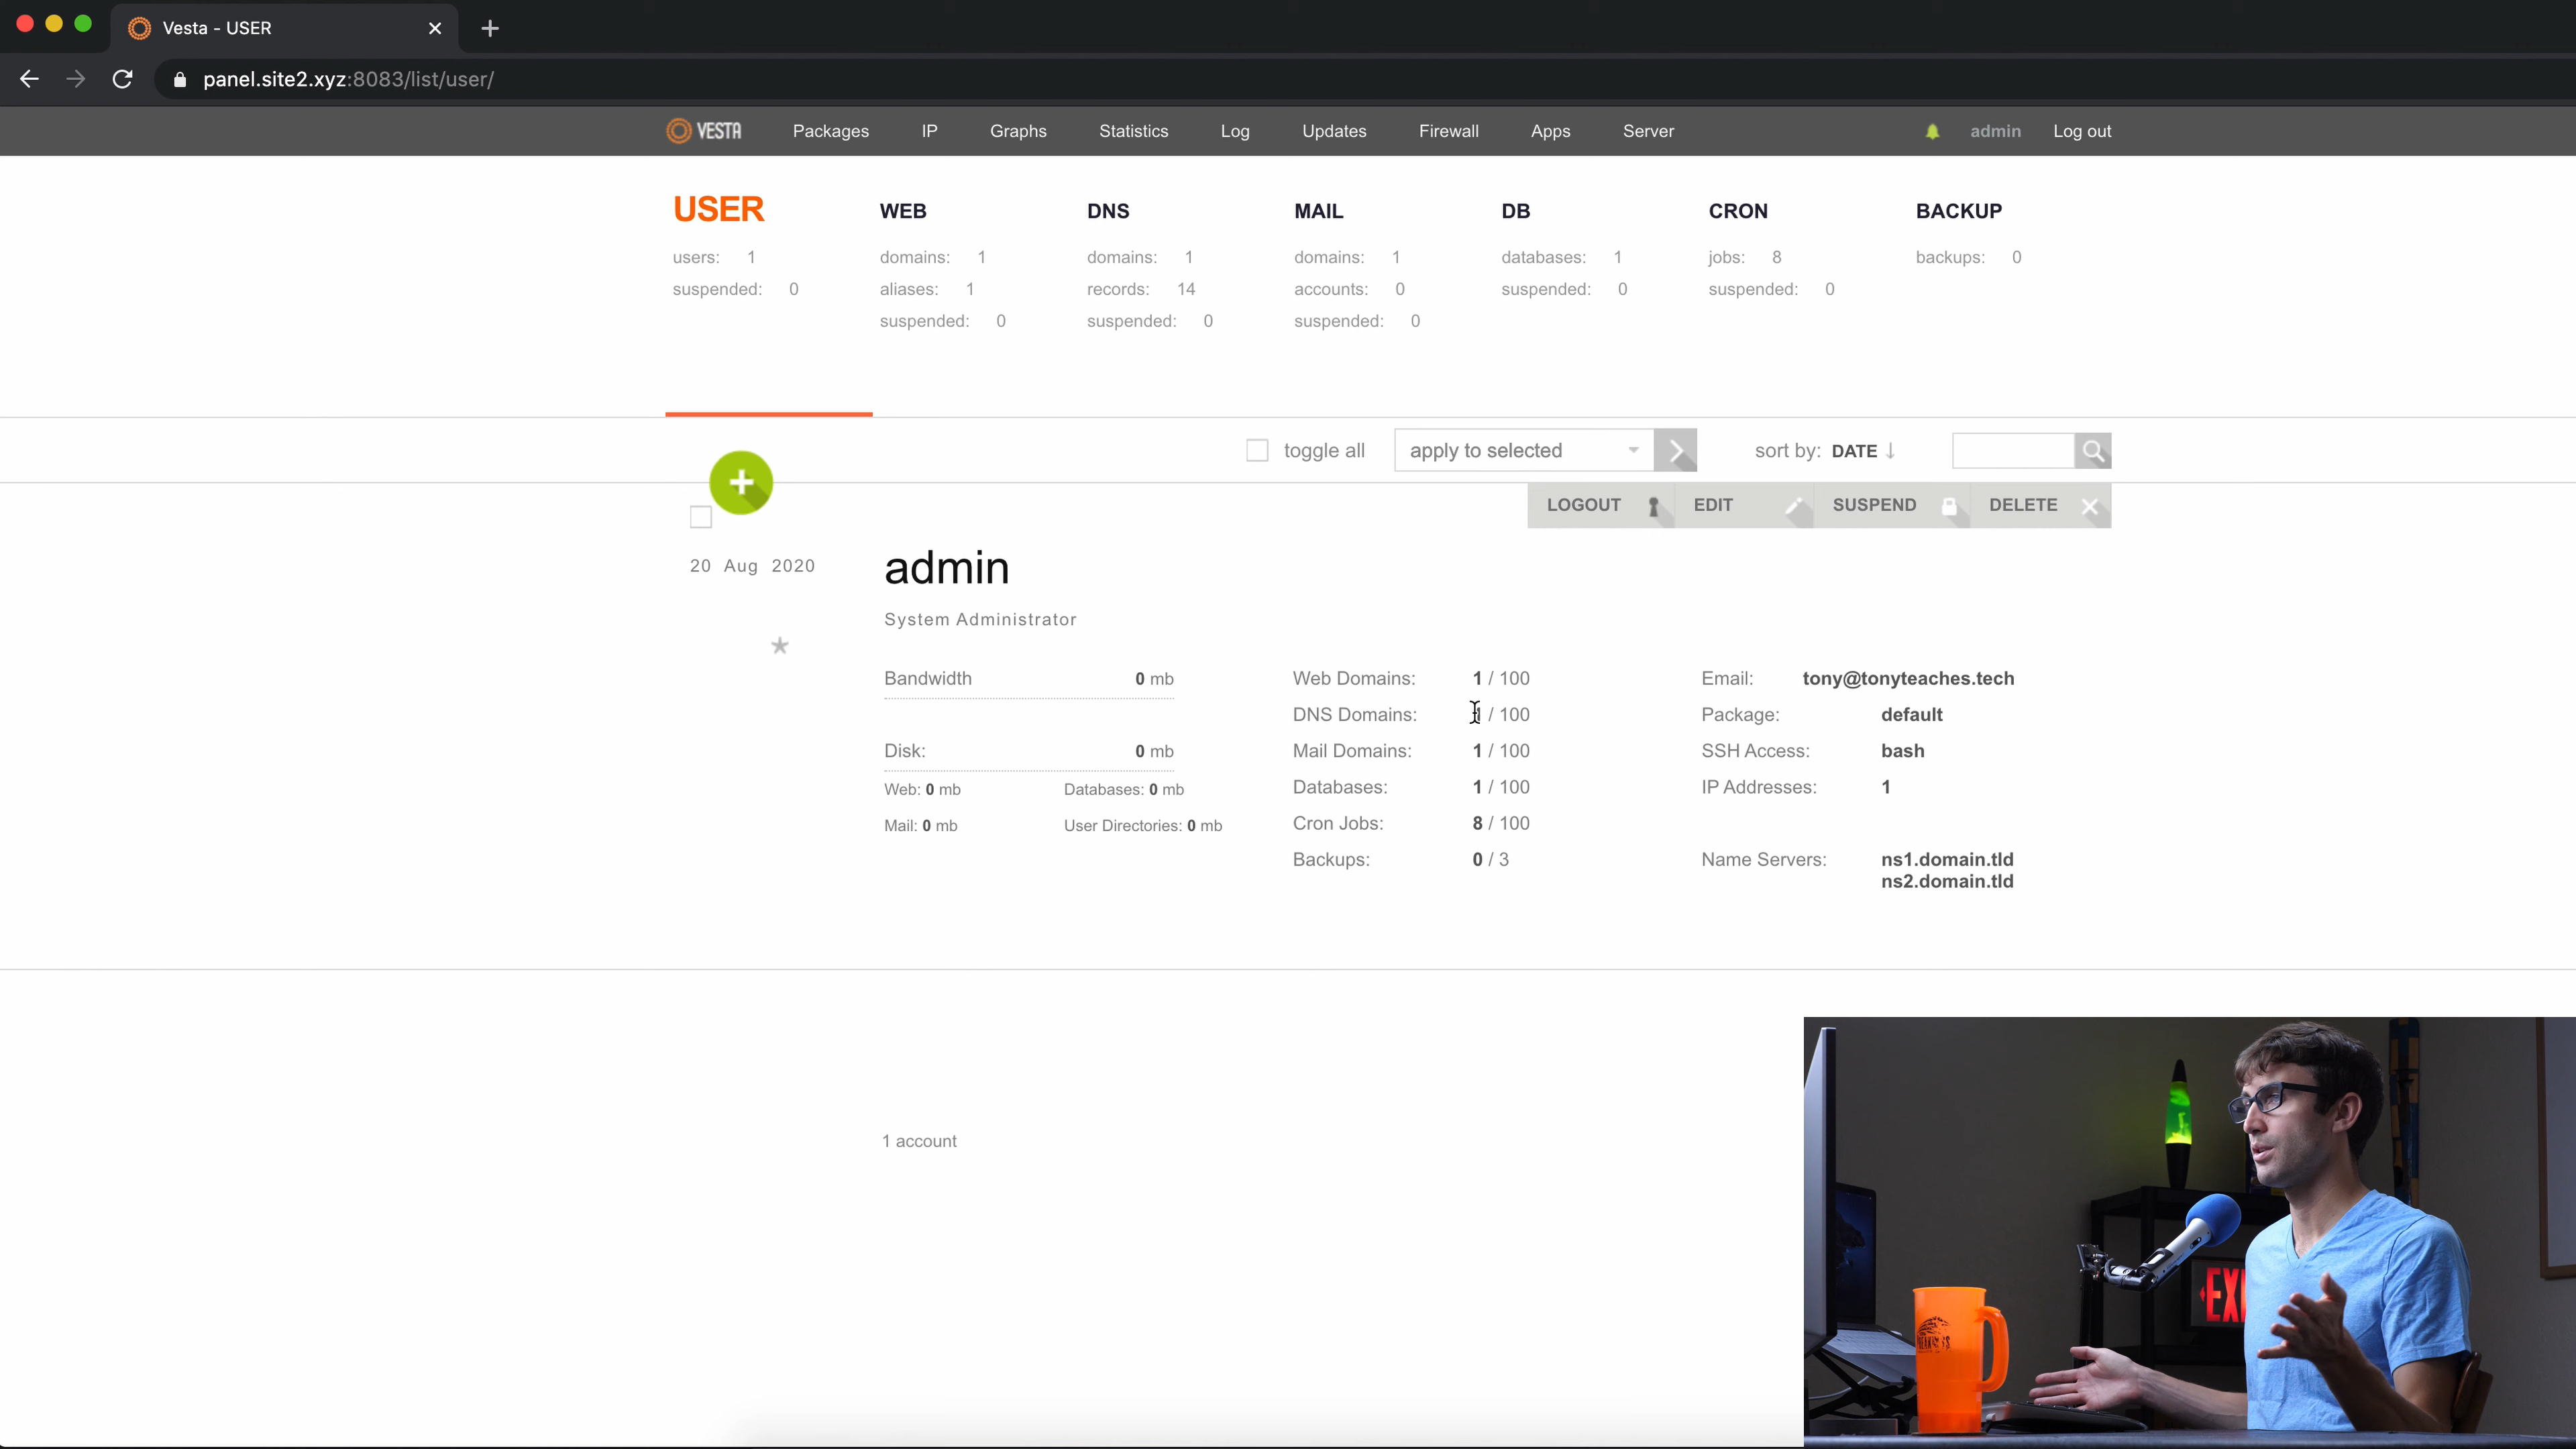 Vesta - USER
panel.site2.xyz:8083/list/user/
VESTA Packages IP Graphs Statistics Log Updates Firewall Apps Server admin Log out
USER WEB DNS MAIL DB CRON BACKUP
users: 1 domains: 1 domains: 1 domains: 1 databases: 1 jobs: 8 backups: 0
suspended: 0 aliases: 1 records: 14 accounts: 0 suspended: 0 suspended: 0
suspended: 0 suspended: 0 suspended: 0
toggle all apply to selected sort by: DATE ↓
LOGOUT EDIT SUSPEND DELETE
20 Aug 2020 admin
System Administrator
Bandwidth 0 mb Web Domains: 1 / 100 Email: tony@tonyteaches.tech
DNS Domains: / 100 Package: default
Disk: 0 mb Mail Domains: 1 / 100 SSH Access: bash
Web: 0 mb Databases: 0 mb Databases: 1 / 100 IP Addresses: 1
Mail: 0 mb User Directories: 0 mb Cron Jobs: 8 / 100
Backups: 0 / 3 Name Servers: ns1.domain.tld
ns2.domain.tld
1 account
EXI